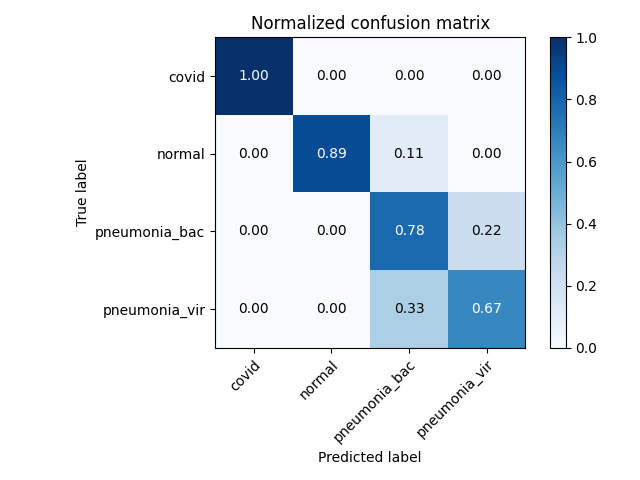 Normalized confusion matrix
covid 1.00 0.00 0.00 0.00
normal 0.00 0.89 0.11 0.00
pneumonia_bac 0.00 0.00 0.78 0.22
pneumonia_vir 0.00 0.00 0.33 0.67
True label
covid
normal
pneumonia_bac
pneumonia_vir
Predicted label
1.0
0.8
0.6
0.4
0.2
0.0